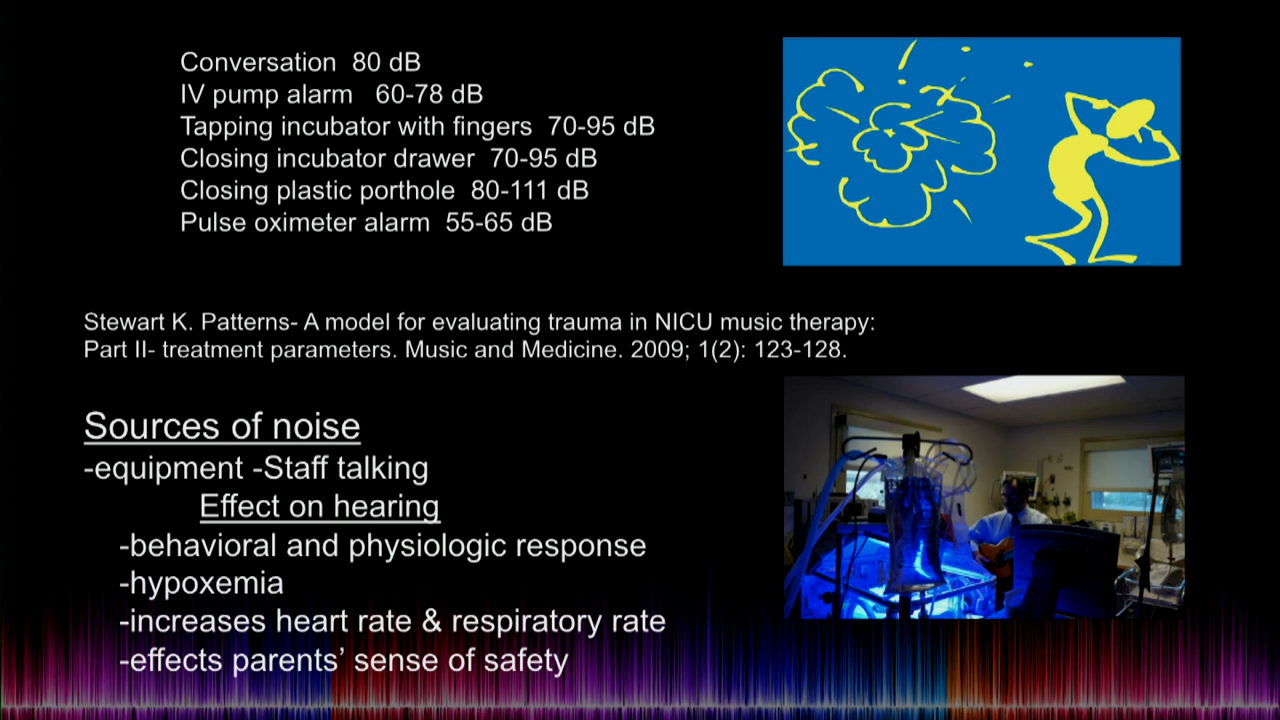 Conversation 80 dB
IV pump alarm 60-78 dB
Tapping incubator with fingers 70-95 dB
Closing incubator drawer 70-95 dB
Closing plastic porthole 80-111 dB
Pulse oximeter alarm 55-65 dB
Stewart K. Patterns- A model for evaluating trauma in NICU music therapy:
Part II- treatment parameters. Music and Medicine. 2009; 1(2): 123-128.
Sources of noise
-equipment -Staff talking
Effect on hearing
-behavioral and physiologic response
-hypoxemia
-increases heart rate & respiratory rate
-effects parents’ sense of safety